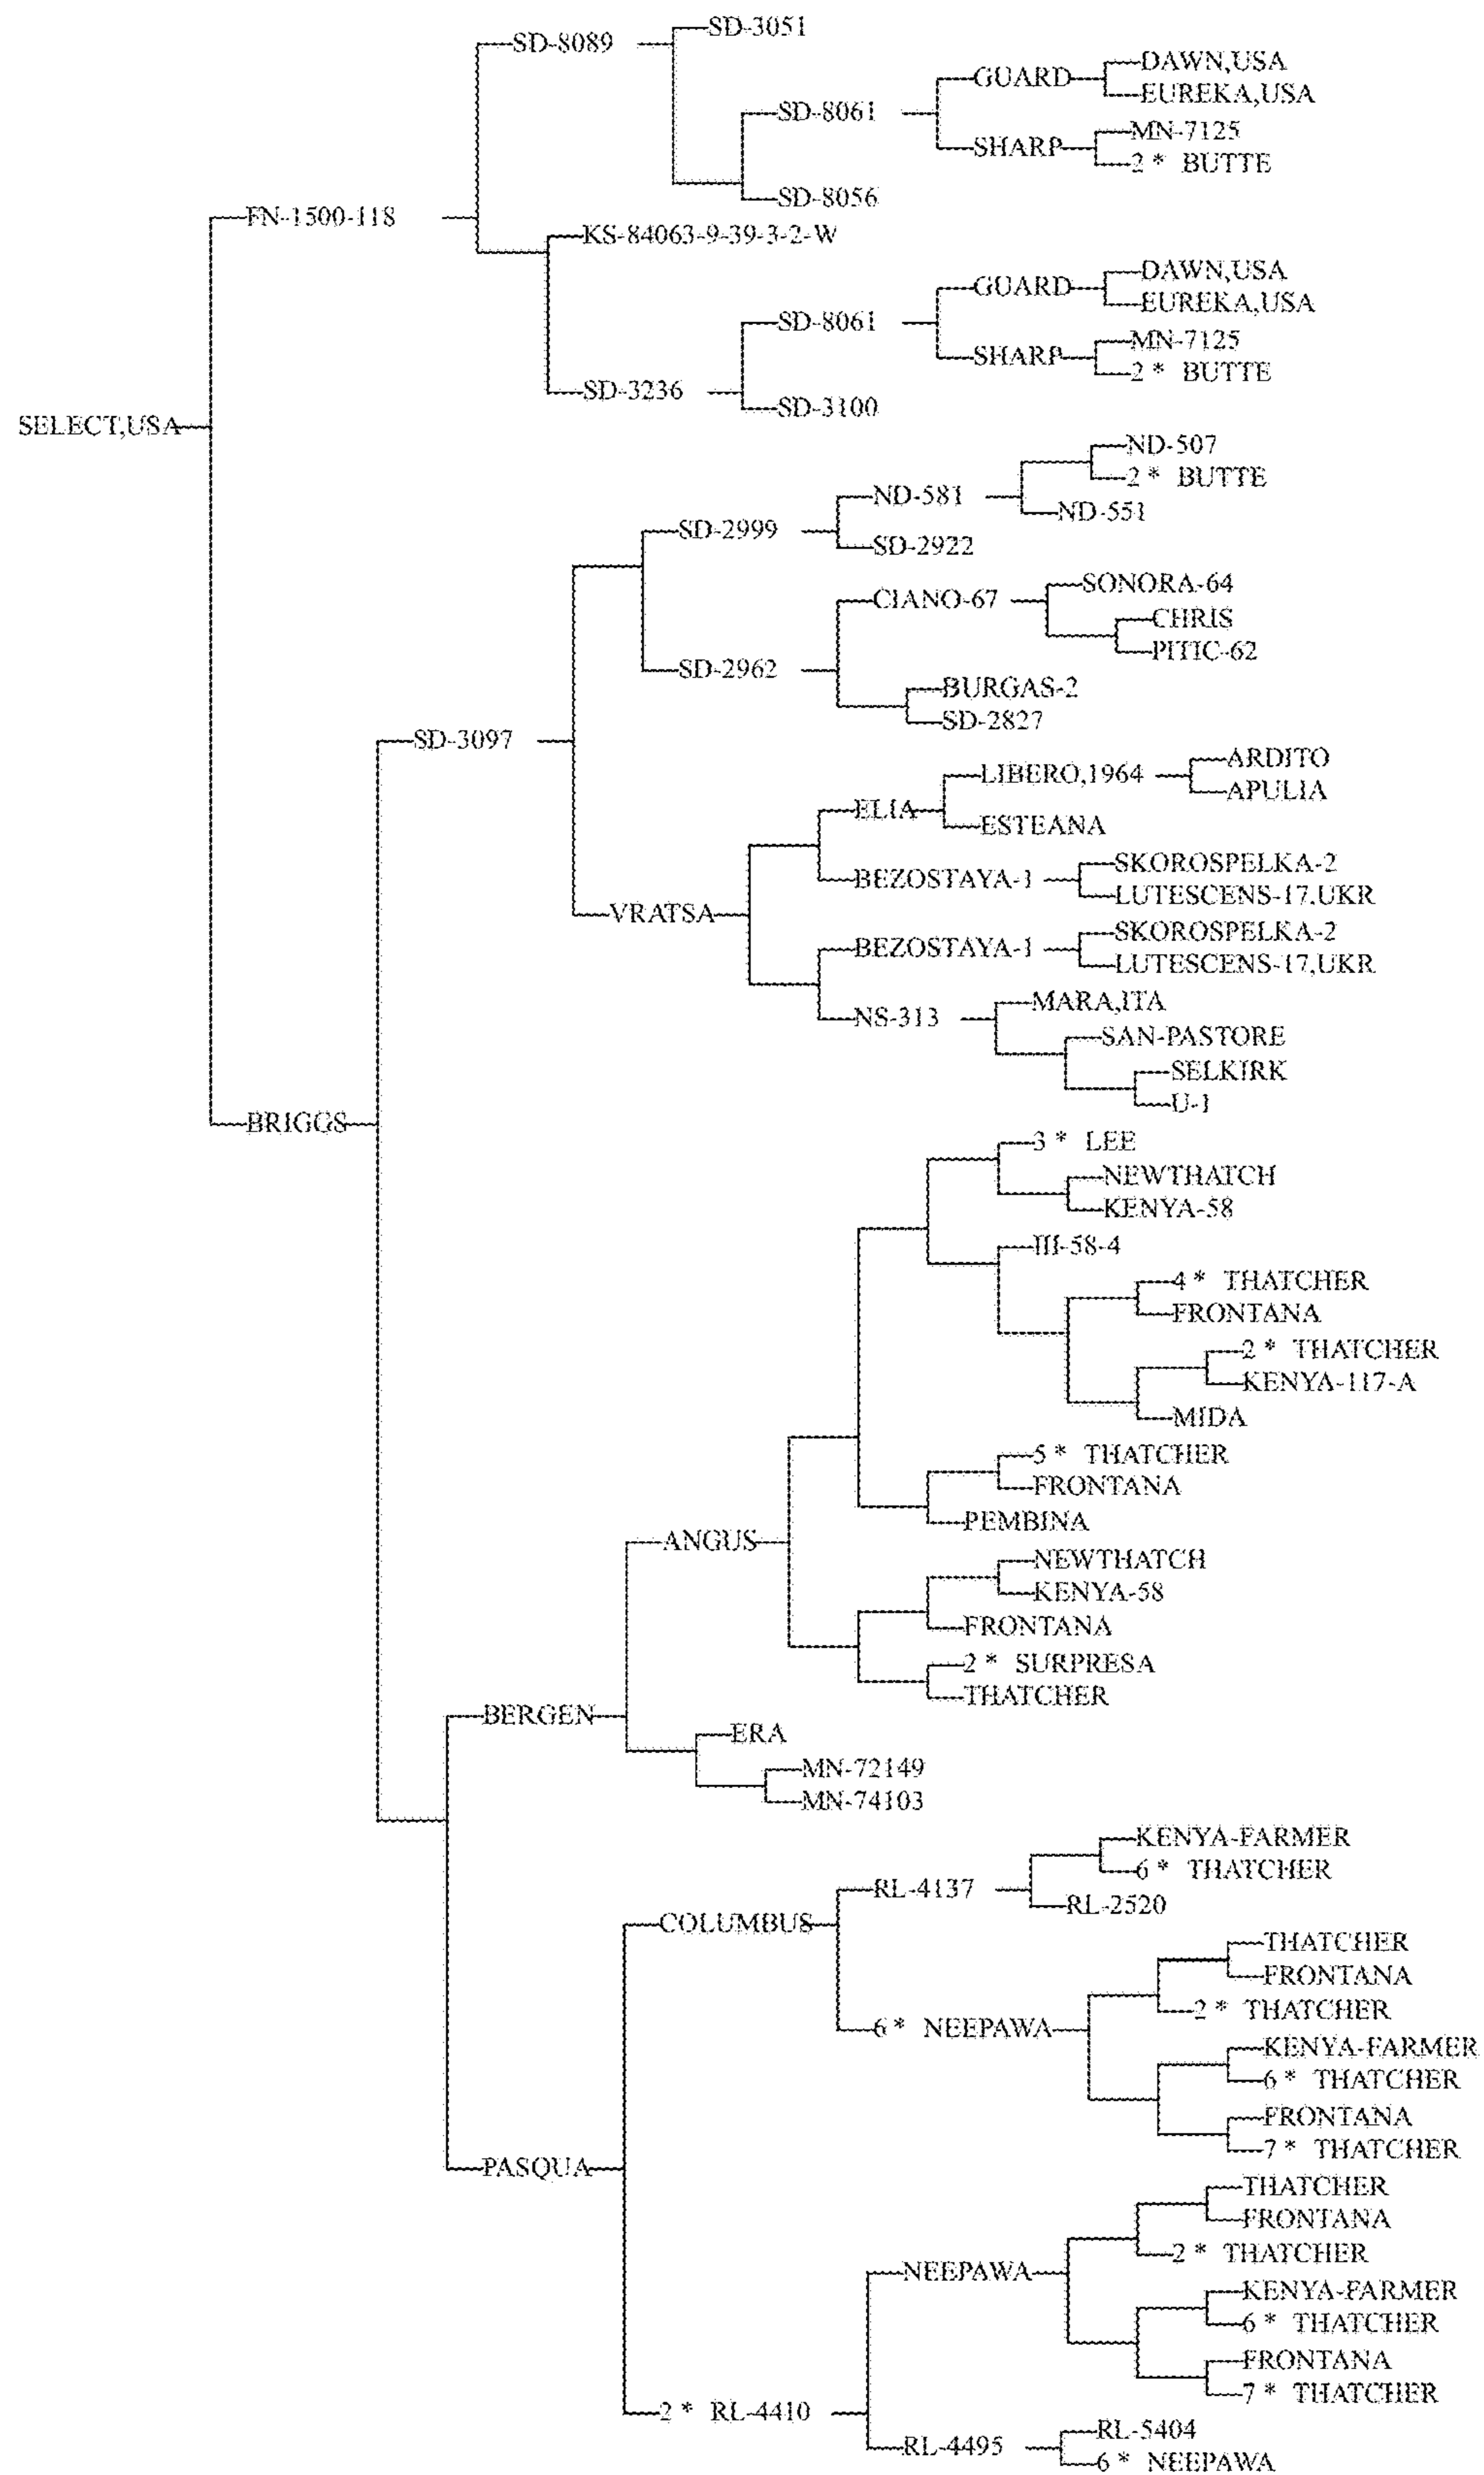 SD-3051
SD-8089
DAWN,USA
GUARD
EUREKA,USA
SD-8061
MN-7125
SHARP
2 * BUTTE
SD-8056
FN-1500-118
KS-84063-9-39-3-2-W
DAWN,USA
GUARD
EUREKA,USA
SD-8061
MN-7125
SHARP
2 * BUTTE
SD-3236
SD-3100
SELECT,USA
ND-507
2 * BUTTE
ND-581
ND-551
SD-2999
SD-2922
SONORA-64
CIANO-67
CHRIS
PITIC-62
SD-2962
BURGAS-2
SD-2827
SD-3097
ARDITO
LIBERO,1964
APULIA
ELIA
ESTEANA
SKOROSPELKA-2
BEZOSTAYA-1
LUTESCENS-17,UKR
VRATSA
SKOROSPELKA-2
BEZOSTAYA-1
LUTESCENS-17,UKR
MARA,ITA
NS-313
SAN-PASTORE
SELKIRK
U-1
BRIGGS
3 * LEE
NEWTHATCH
KENYA-58
III-58-4
4 * THATCHER
FRONTANA
2 * THATCHER
KENYA-117-A
MIDA
5 * THATCHER
FRONTANA
PEMBINA
ANGUS
NEWTHATCH
KENYA-58
FRONTANA
2 * SURPRESA
THATCHER
BERGEN
ERA
MN-72149
MN-74103
KENYA-FARMER
6 * THATCHER
RL-4137
RL-2520
COLUMBUS
THATCHER
FRONTANA
2 * THATCHER
6 * NEEPAWA
KENYA-FARMER
6 * THATCHER
FRONTANA
7 * THATCHER
PASQUA
THATCHER
FRONTANA
2 * THATCHER
NEEPAWA
KENYA-FARMER
6 * THATCHER
FRONTANA
7 * THATCHER
2 * RL-4410
RL-5404
RL-4495
6 * NEEPAWA